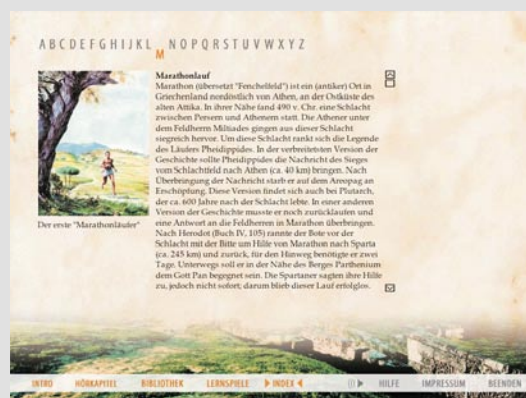 A B C D E F G H I J K L M N O P Q R S T U V W X Y Z
Marathonlauf
Marathon (übersetzt "Fenchelfeld") ist ein (antiker) Ort in
Griechenland nordöstlich von Athen, an der Ostküste des
alten Attika. In ihrer Nähe fand 490 v. Chr. eine Schlacht
zwischen Persern und Athenern statt. Die Athener unter
dem Feldherrn Miltiades gingen aus dieser Schlacht
siegreich hervor. Um diese Schlacht rankt sich die Legende
des Läufers Pheidippides. In der verbreitetsten Version der
Geschichte sollte Pheidippides die Nachricht des Sieges
vom Schlachtfeld nach Athen (ca. 40 km) bringen. Nach
Überbringung der Nachricht starb er auf dem Areopag an
Erschöpfung. Diese Version findet sich auch bei Plutarch,
der ca. 600 Jahre nach der Schlacht lebte. In einer anderen
Version der Geschichte musste er noch zurücklaufen und
eine Antwort an die Feldherren in Marathon überbringen.
Nach Herodot (Buch IV, 105) rannte der Bote vor der
Schlacht mit der Bitte um Hilfe von Marathon nach Sparta
(ca. 245 km) und zurück, für den Hinweg benötigte er zwei
Tage. Unterwegs soll er in der Nähe des Berges Parthenium
dem Gott Pan begegnet sein. Die Spartaner sagten ihre Hilfe
zu, jedoch nicht sofort; darum blieb dieser Lauf erfolglos.
Der erste "Marathonläufer"
INTRO HÖRKAPITEL BIBLIOTHEK LERNSPIELE INDEX HILFE IMPRESSUM BEENDEN